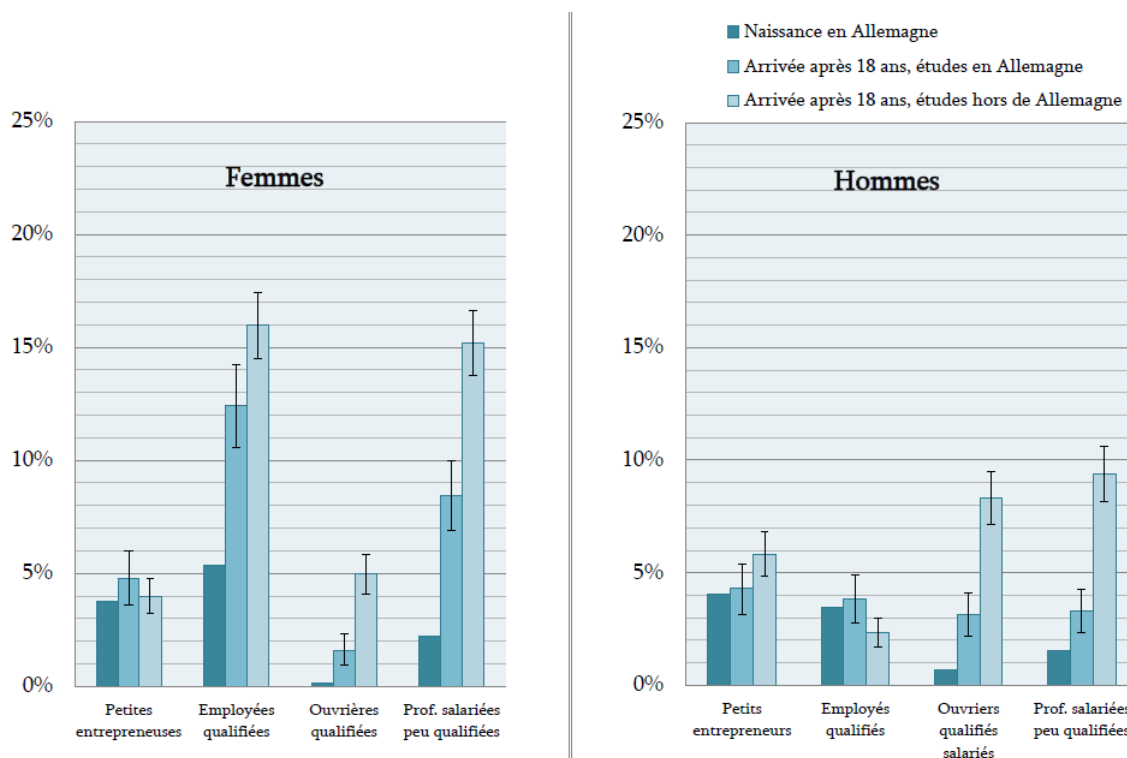 Naissance en Allemagne
Arrivée après 18 ans, études en Allemagne
Arrivée après 18 ans, études hors de Allemagne
25%
20%
15%
10%
5%
0%
Femmes
Petites entrepreneuses
Employées qualifiées
Ouvrières qualifiées
Prof. salariées peu qualifiées
25%
20%
15%
10%
5%
0%
Hommes
Petits entrepreneurs
Employés qualifiés
Ouvriers qualifiés salariés
Prof. salariées peu qualifiées